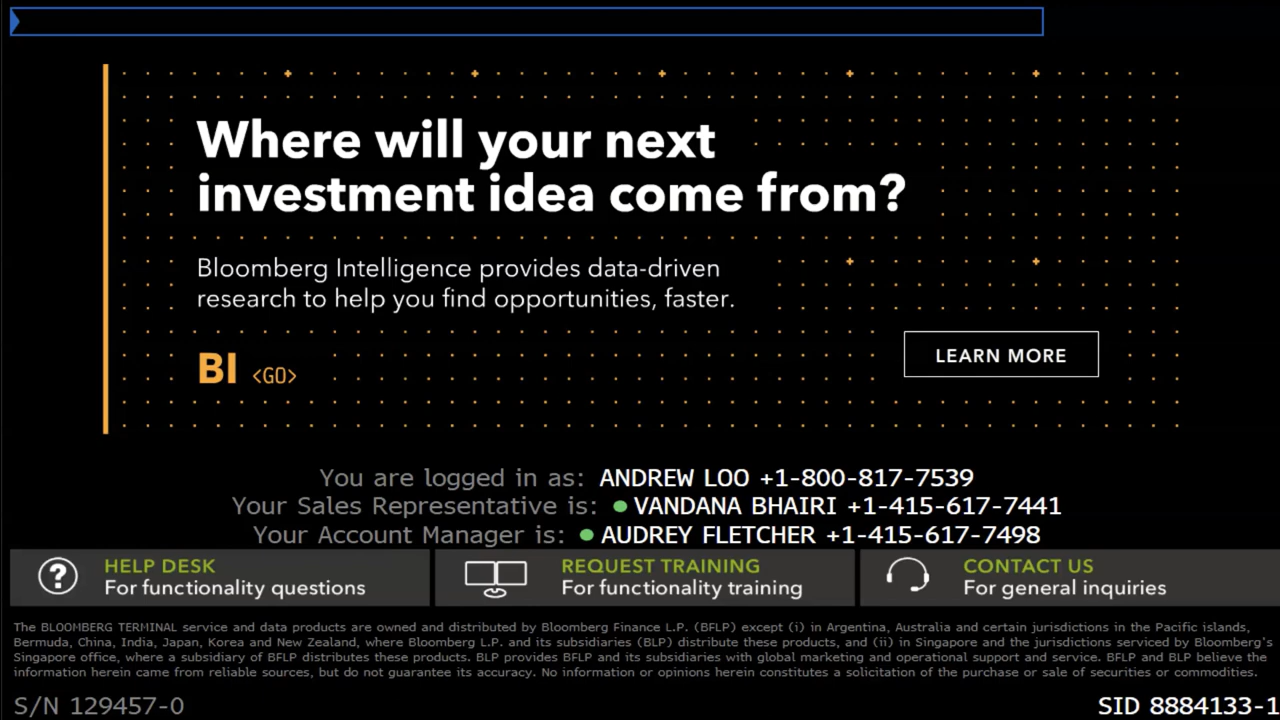 Where will your next
investment idea come from?
Bloomberg Intelligence provides data-driven
research to help you find opportunities, faster.
BI <GO>
LEARN MORE
You are logged in as: ANDREW LOO +1-800-817-7539
Your Sales Representative is: VANDANA BHAIRI +1-415-617-7441
Your Account Manager is: AUDREY FLETCHER +1-415-617-7498
HELP DESK
For functionality questions
REQUEST TRAINING
For functionality training
CONTACT US
For general inquiries
The BLOOMBERG TERMINAL service and data products are owned and distributed by Bloomberg Finance L.P. (BFLP) except (i) in Argentina, Australia and certain jurisdictions in the Pacific islands,
Bermuda, China, India, Japan, Korea and New Zealand, where Bloomberg L.P. and its subsidiaries (BLP) distribute these products, and (ii) in Singapore and the jurisdictions serviced by Bloomberg's
Singapore office, where a subsidiary of BFLP distributes these products. BLP provides BFLP and its subsidiaries with global marketing and operational support and service. BFLP and BLP believe the
information herein came from reliable sources, but do not guarantee its accuracy. No information or opinions herein constitutes a solicitation of the purchase or sale of securities or commodities.
S/N 129457-0
SID 8884133-1